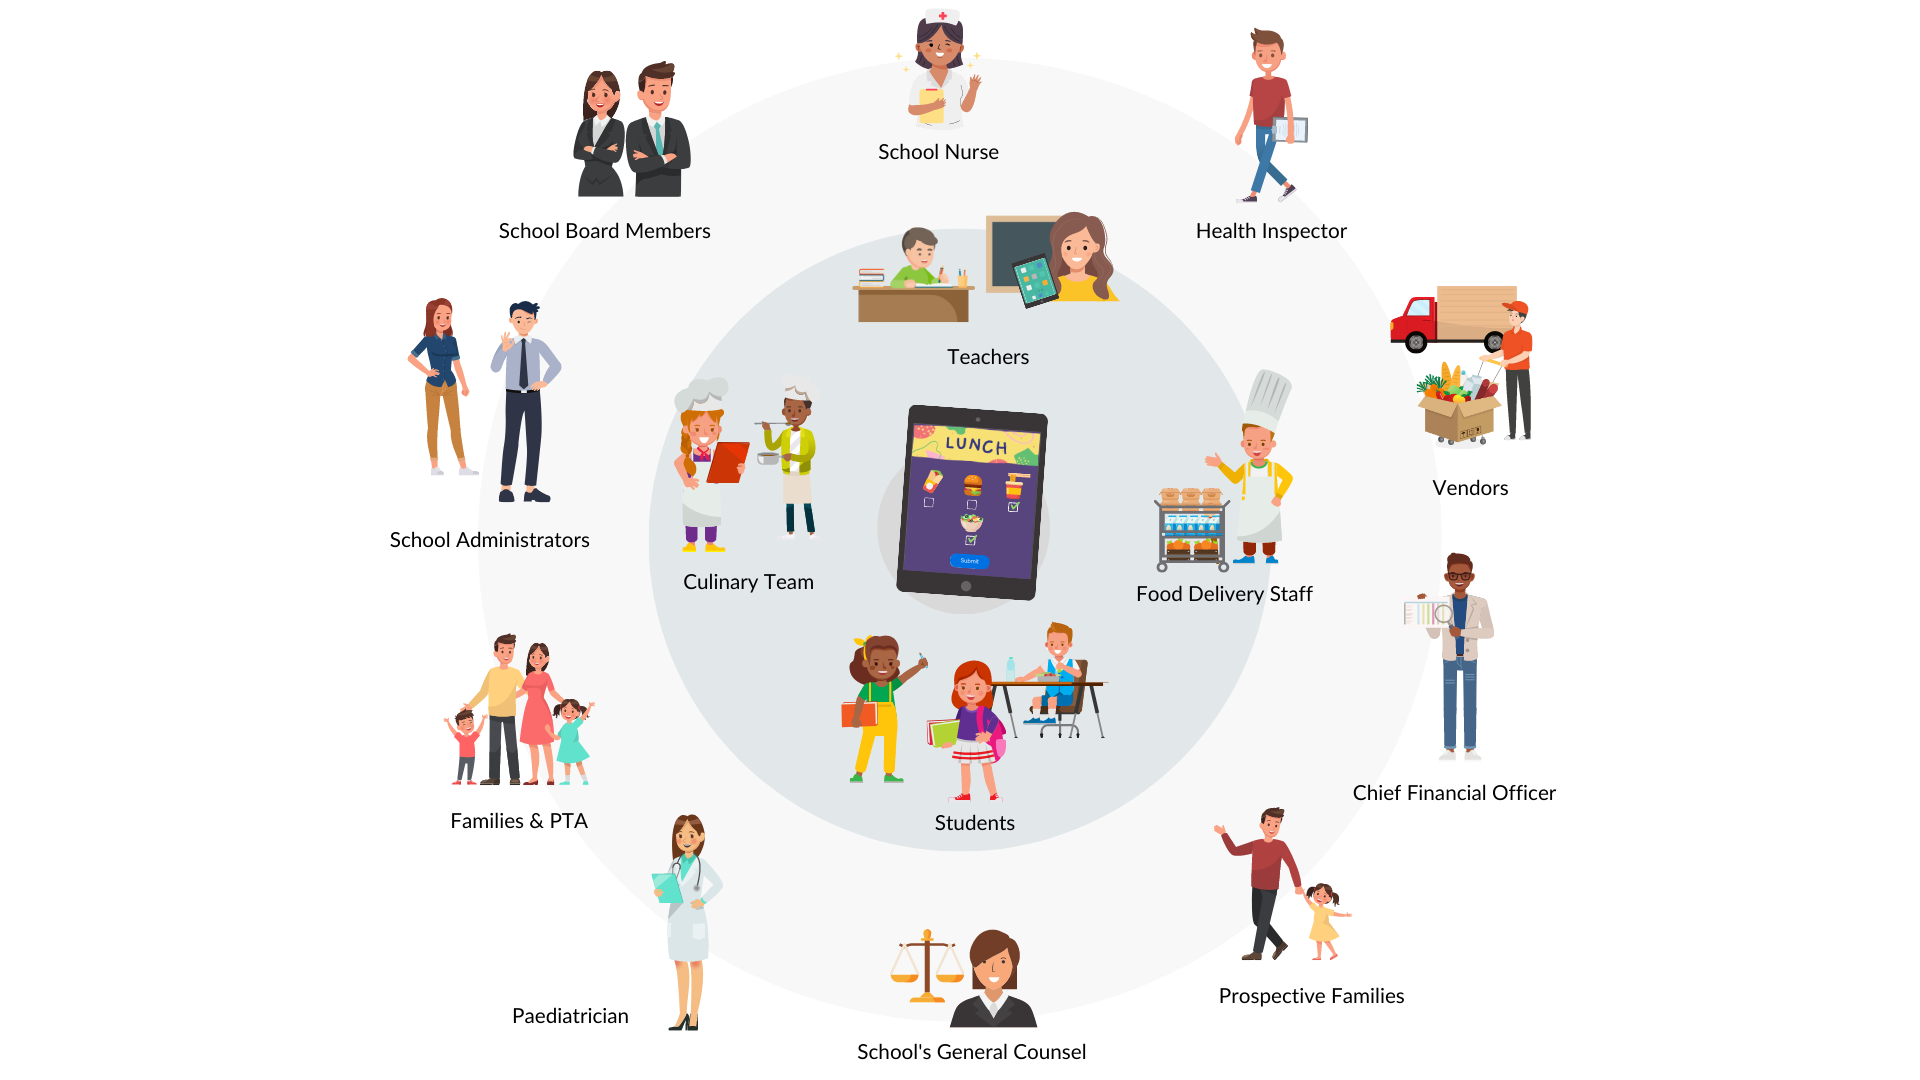 School Nurse
School Board Members
Health Inspector
Teachers
LUNCH
Submit
Vendors
School Administrators
Culinary Team
Food Delivery Staff
Chief Financial Officer
Families & PTA
Students
Prospective Families
Paediatrician
School's General Counsel